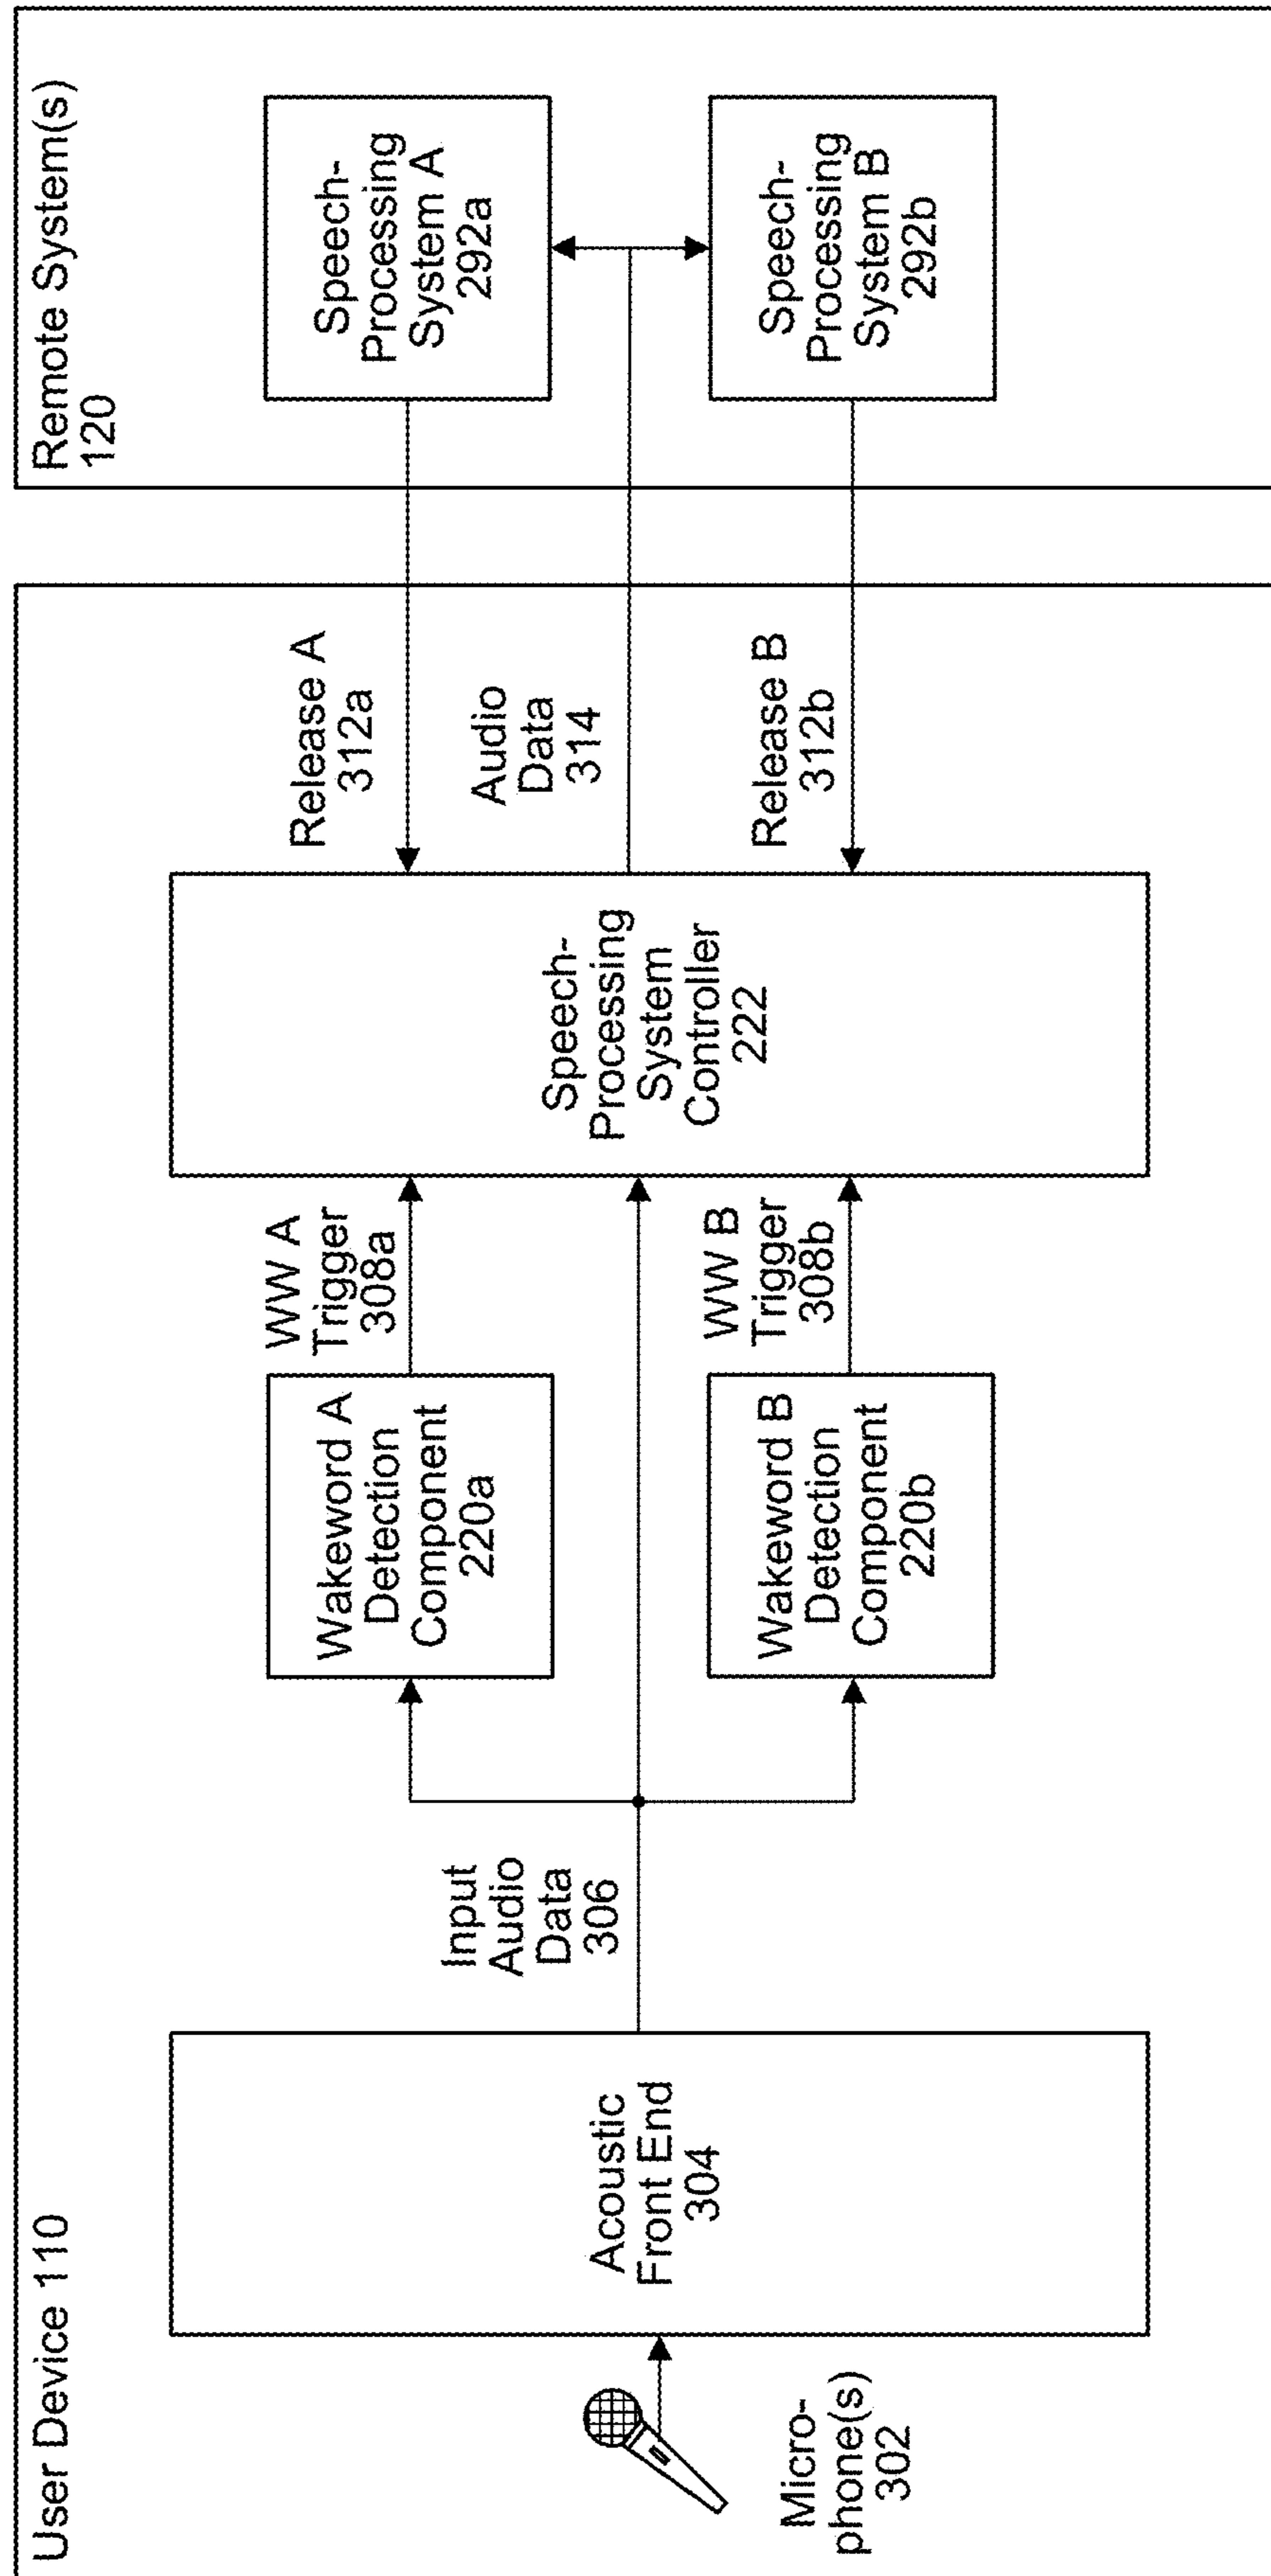 User Device 110
Micro-
phone(s)
302
Acoustic
Front End
304
Input
Audio
Data
306
Wakeword A
Detection
Component
220a
Wakeword B
Detection
Component
220b
WW A
Trigger
308a
WW B
Trigger
308b
Speech-
Processing
System
Controller
222
Release A
312a
Audio
Data
314
Release B
312b
Remote System(s)
120
Speech-
Processing
System A
292a
Speech-
Processing
System B
292b